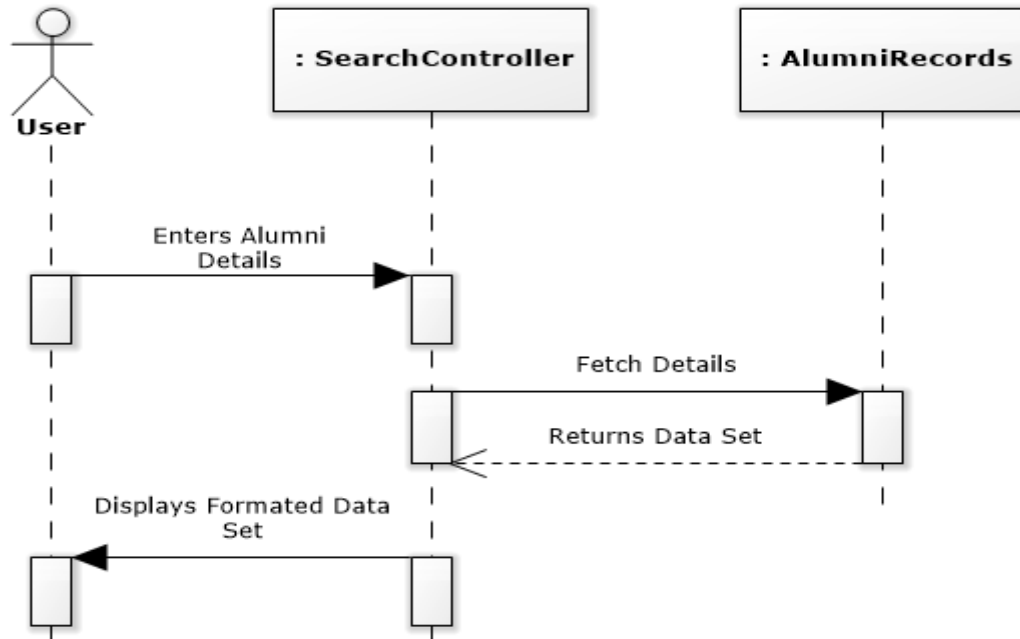 : SearchController
: AlumniRecords
User
Enters Alumni
Details
Fetch Details
Returns Data Set
Displays Formated Data
Set